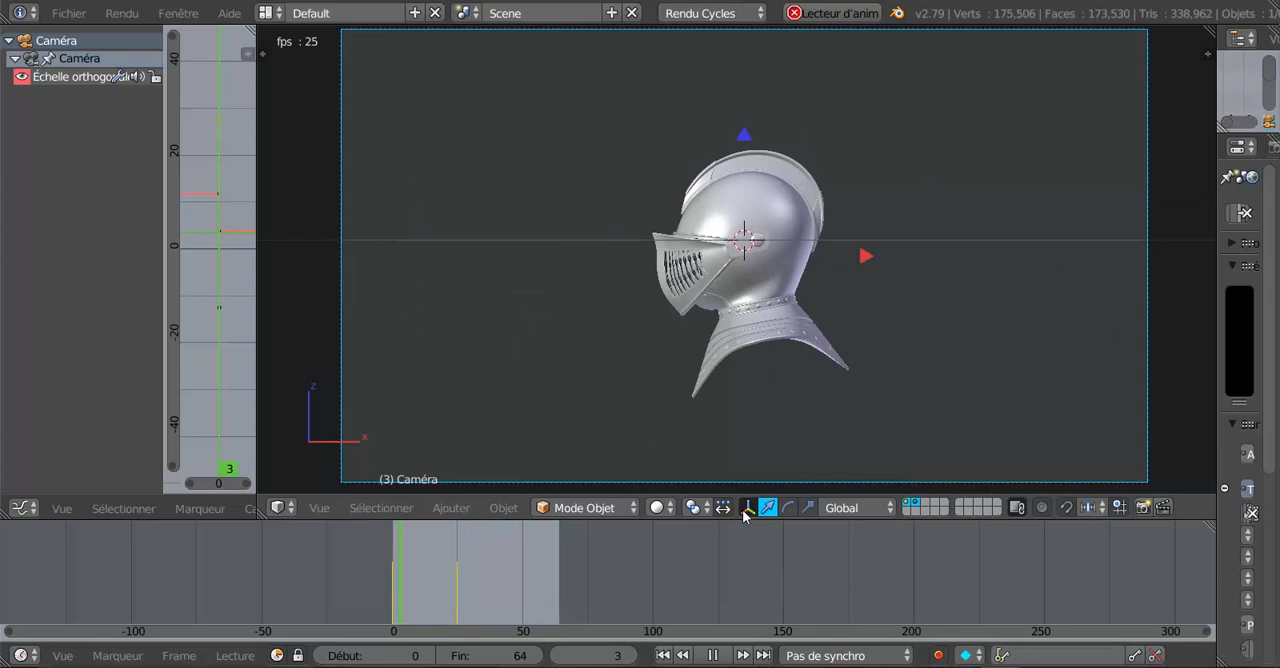 Fichier Rendu Fenêtre Aide Default Scene Rendu Cycles Lecteur d'anim v2.79 | Verts : 175,506 | Faces : 173,530 | Tris : 338,962 | Objets : 1/
Caméra
Caméra
Échelle orthogo
40
20
0
-20
-40
3
0
fps : 25
z
x
(3) Caméra
Vue Sélectionner Marqueur
Vue Sélectionner Ajouter Objet Mode Objet Global
-100 -50 0 50 100 150 200 250 300
Vue Marqueur Frame Lecture Début: 0 Fin: 64 3 Pas de synchro
A
T
P